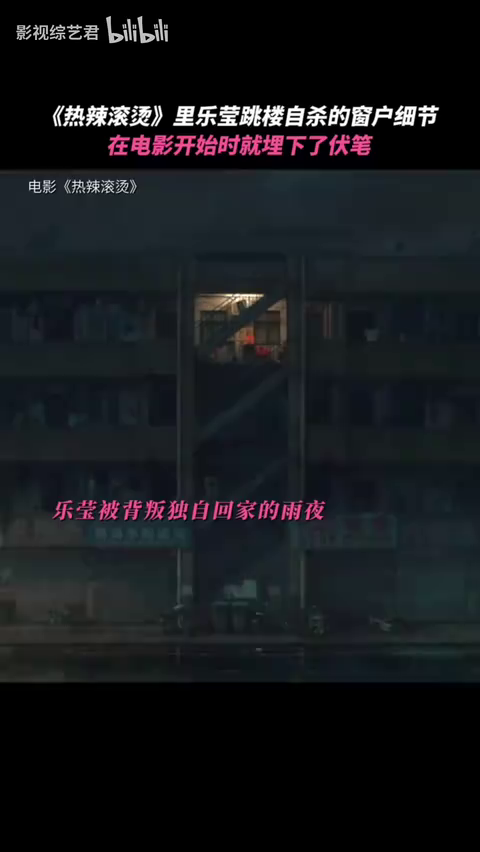 影视综艺君 bilibili
《热辣滚烫》里乐莹跳楼自杀的窗户细节
在电影开始时就埋下了伏笔
电影《热辣滚烫》
乐莹被背叛独自回家的雨夜